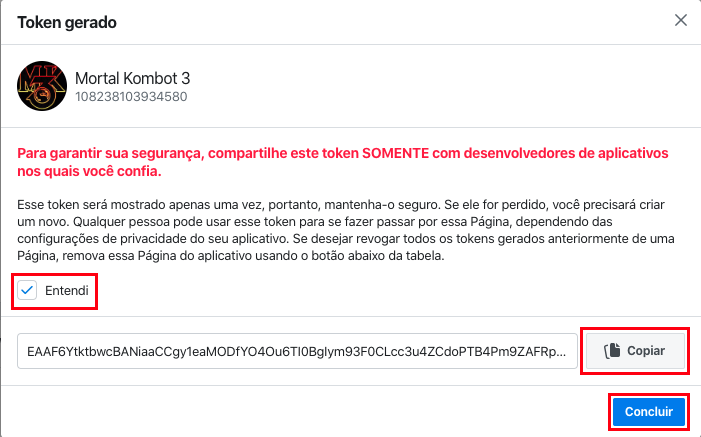 Token gerado
Mortal Kombot 3
108238103934580
Para garantir sua segurança, compartilhe este token SOMENTE com desenvolvedores de aplicativos
nos quais você confia.
Esse token será mostrado apenas uma vez, portanto, mantenha-o seguro. Se ele for perdido, você precisará criar
um novo. Qualquer pessoa pode usar esse token para se fazer passar por essa Página, dependendo das
configurações de privacidade do seu aplicativo. Se desejar revogar todos os tokens gerados anteriormente de uma
Página, remova essa Página do aplicativo usando o botão abaixo da tabela.
Entendi
EAAF6YtktbwcBANiaaCCgy1eaMODfYO4Ou6TI0BgIym93F0CLcc3u4ZCdoPTB4Pm9ZAFRp...
Copiar
Concluir